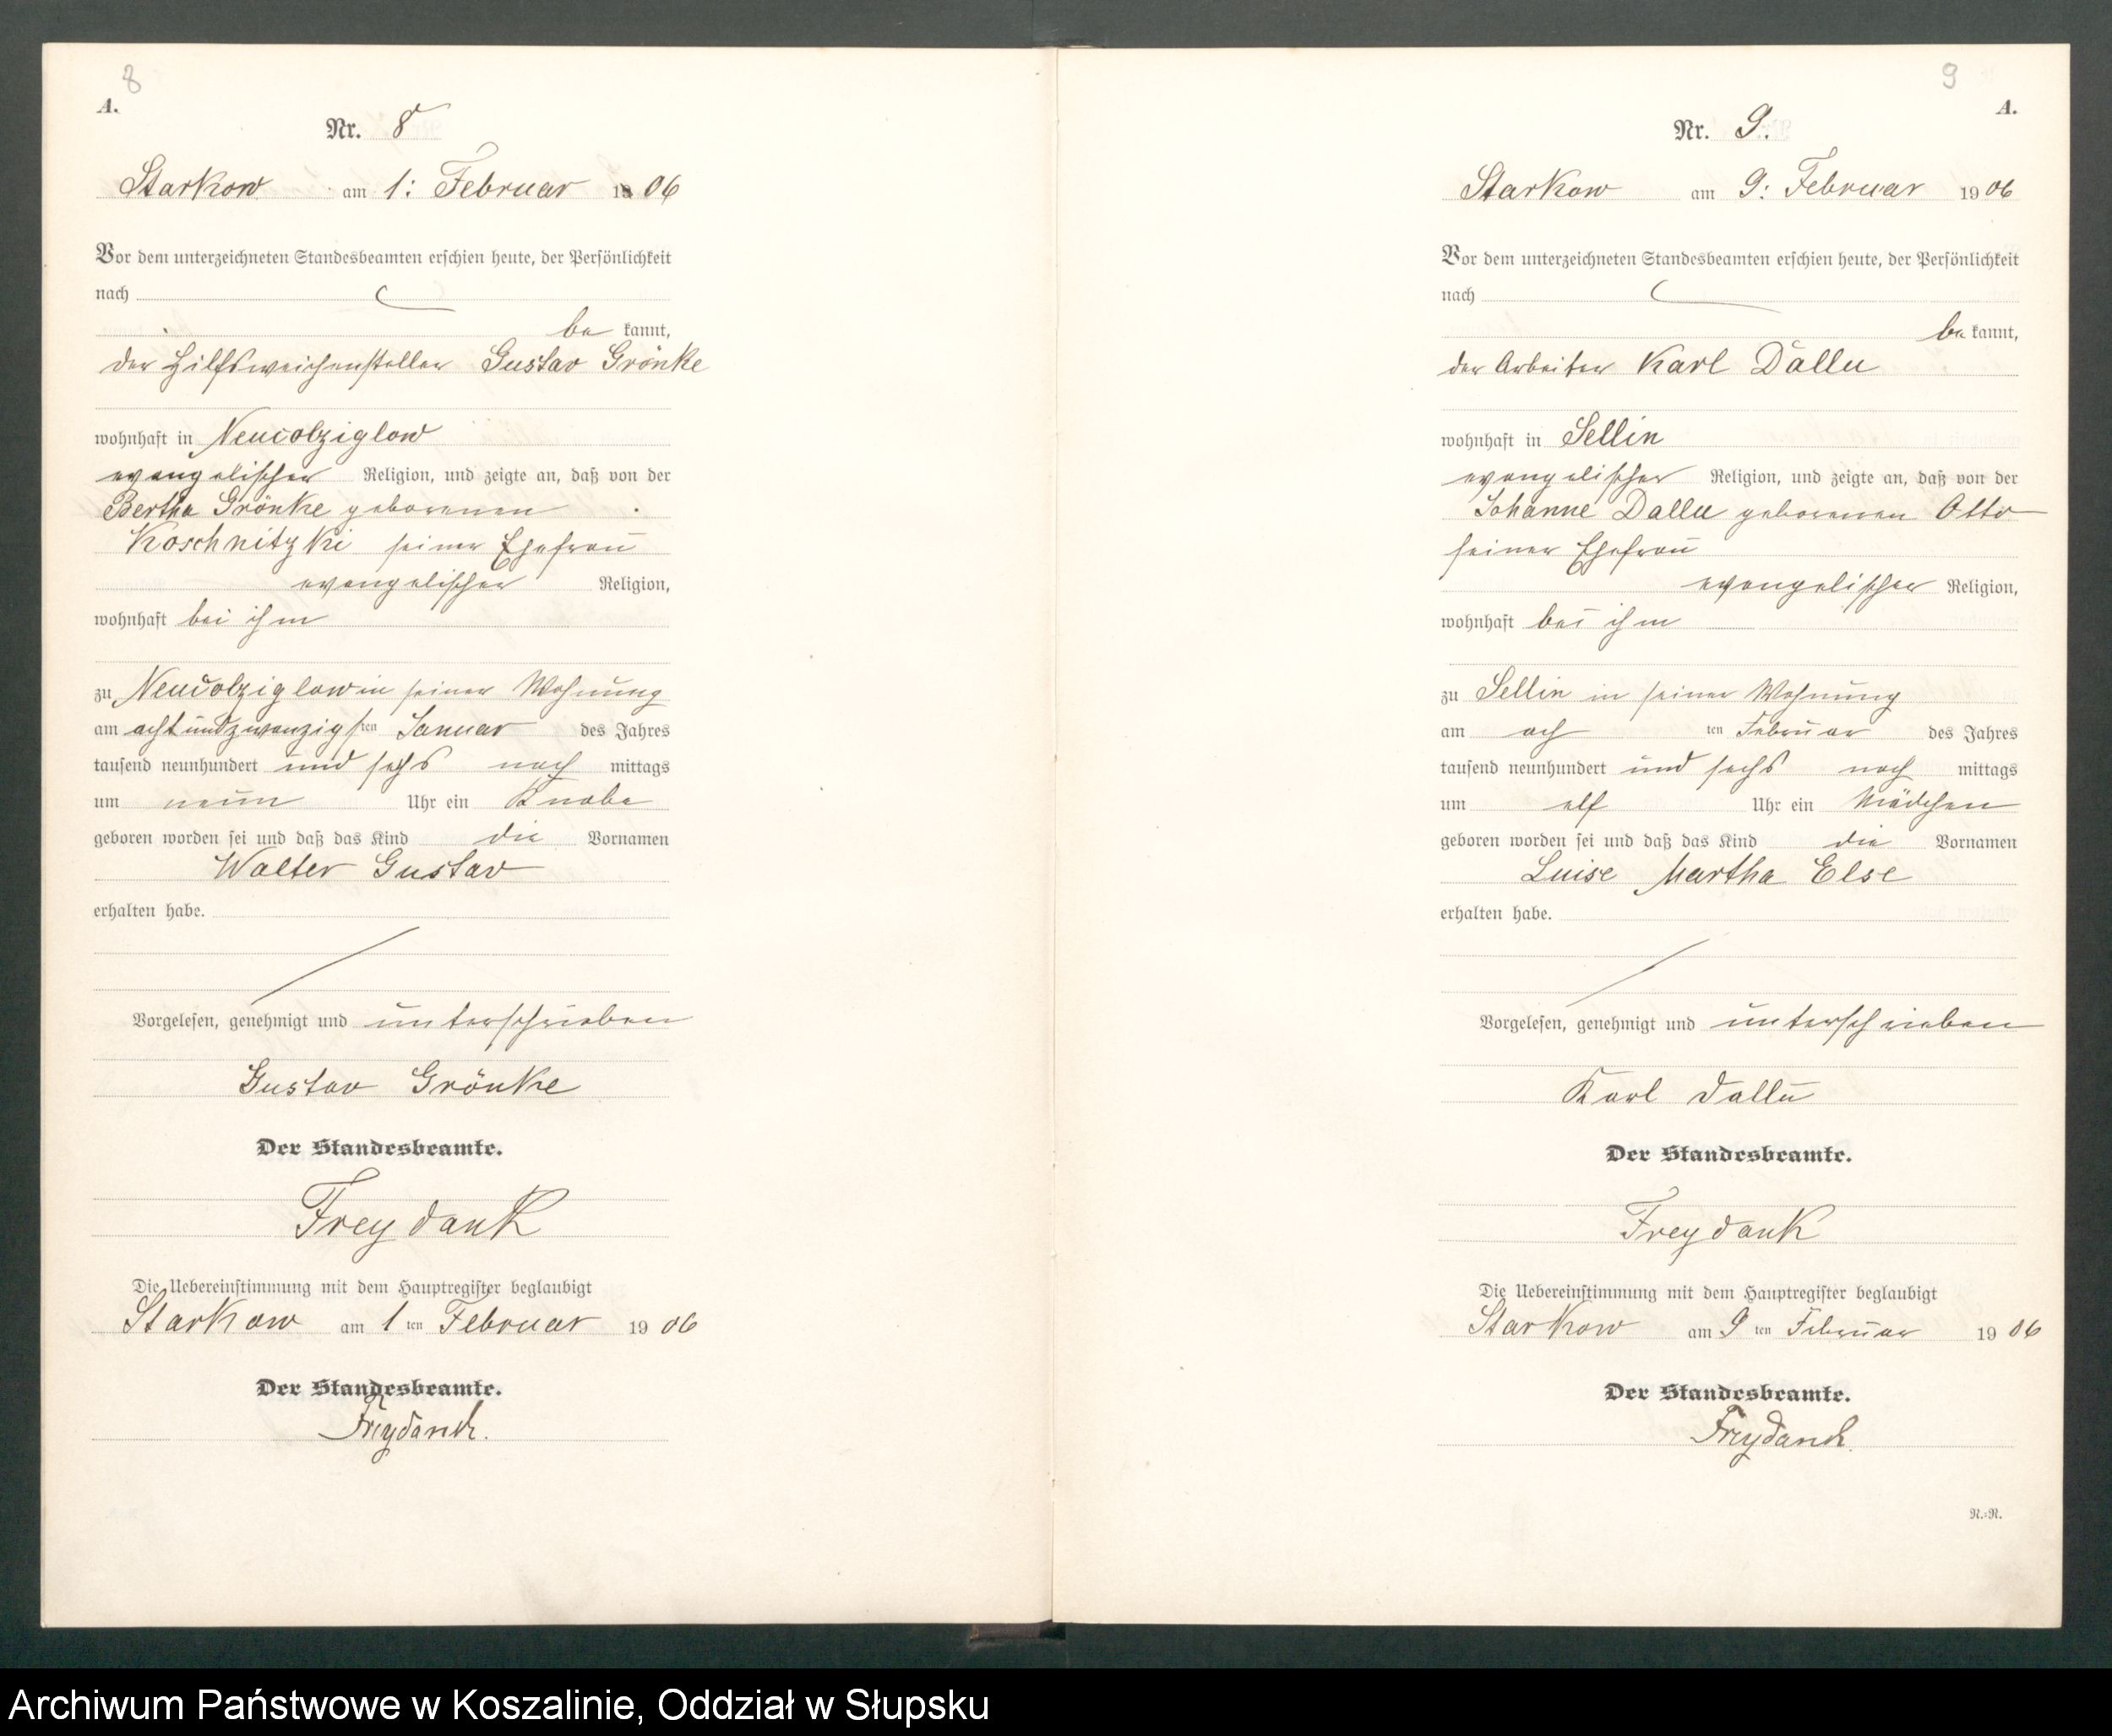 8
A.
Nr. 8
Starkow am 1: Februar 1906
Vor dem unterzeichneten Standesbeamten erschien heute, der Persönlichkeit
nach
be kannt,
der Hilfsweichensteller Gustav Grönke
wohnhaft in Neucolziglow
evangelischer Religion, und zeigte an, daß von der
Bertha Grönke geborenen
Koschnitzki seiner Ehefrau
evangelischer Religion,
wohnhaft bei ihm
zu Neucolziglow in seiner Wohnung
am achtundzwanzigsten Januar des Jahres
tausend neunhundert und sechs nach mittags
um neun Uhr ein Knabe
geboren worden sei und daß das Kind die Vornamen
Walter Gustav
erhalten habe.
Vorgelesen, genehmigt und unterschrieben
Gustav Grönke
Der Standesbeamte.
Freydank
Die Uebereinstimmung mit dem Hauptregister beglaubigt
Starkow am 1ten Februar 1906
Der Standesbeamte.
Freydank.
9
A.
Nr. 9.
Starkow am 9: Februar 1906
Vor dem unterzeichneten Standesbeamten erschien heute, der Persönlichkeit
nach
be kannt,
der Arbeiter Karl Dallu
wohnhaft in Sellin
evangelischer Religion, und zeigte an, daß von der
Johanne Dallu geborenen Otto
seiner Ehefrau
evangelischer Religion,
wohnhaft bei ihm
zu Sellin in seiner Wohnung
am ach ten Februar des Jahres
tausend neunhundert und sechs nach mittags
um elf Uhr ein Mädchen
geboren worden sei und daß das Kind die Vornamen
Luise Martha Else
erhalten habe.
Vorgelesen, genehmigt und unterschrieben
Karl Dallu
Der Standesbeamte.
Freydank
Die Uebereinstimmung mit dem Hauptregister beglaubigt
Starkow am 9ten Februar 1906
Der Standesbeamte.
Freydank.
R.=R.
Archiwum Państwowe w Koszalinie, Oddział w Słupsku